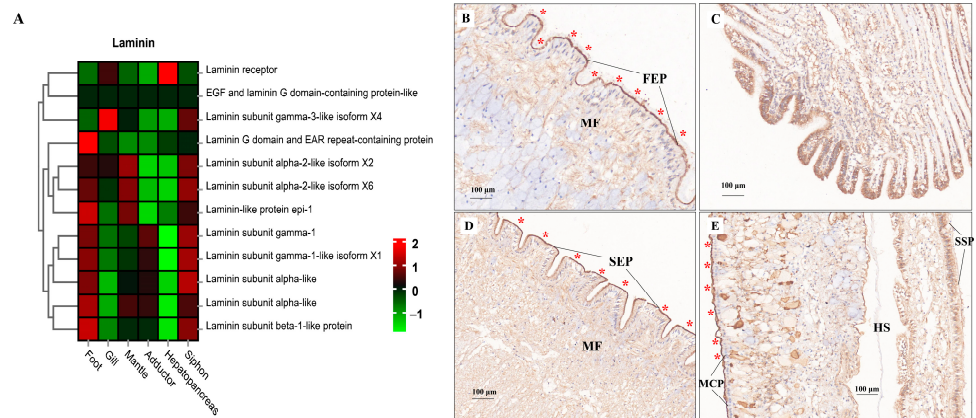 A
Laminin
Laminin receptor
EGF and laminin G domain-containing protein-like
Laminin subunit gamma-3-like isoform X4
Laminin G domain and EAR repeat-containing protein
Laminin subunit alpha-2-like isoform X2
Laminin subunit alpha-2-like isoform X6
Laminin-like protein epi-1
Laminin subunit gamma-1
Laminin subunit gamma-1-like isoform X1
Laminin subunit alpha-like
Laminin subunit alpha-like
Laminin subunit beta-1-like protein
Foot
Gill
Mantle
Adductor
Hepatopancreas
Siphon
2
1
0
-1
B
FEP
MF
100 μm
C
100 μm
D
SEP
MF
100 μm
E
SSP
HS
MCP
100 μm